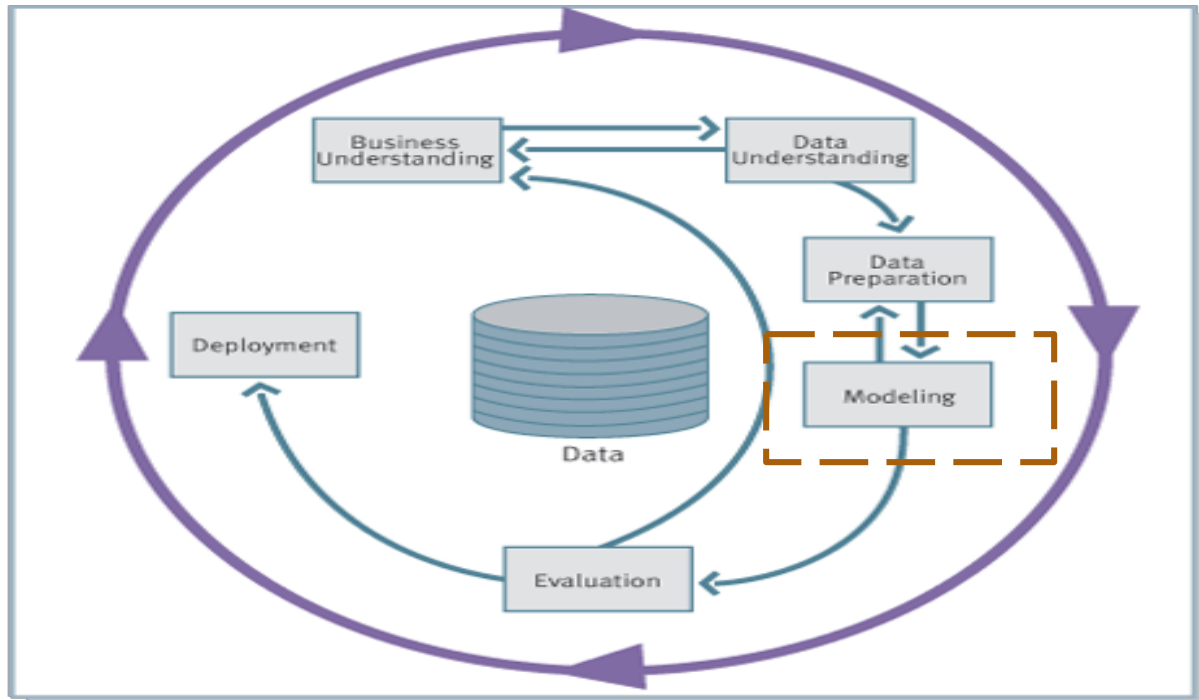 Business
Understanding
Data
Understanding
Data
Preparation
Deployment
Modeling
Data
Evaluation